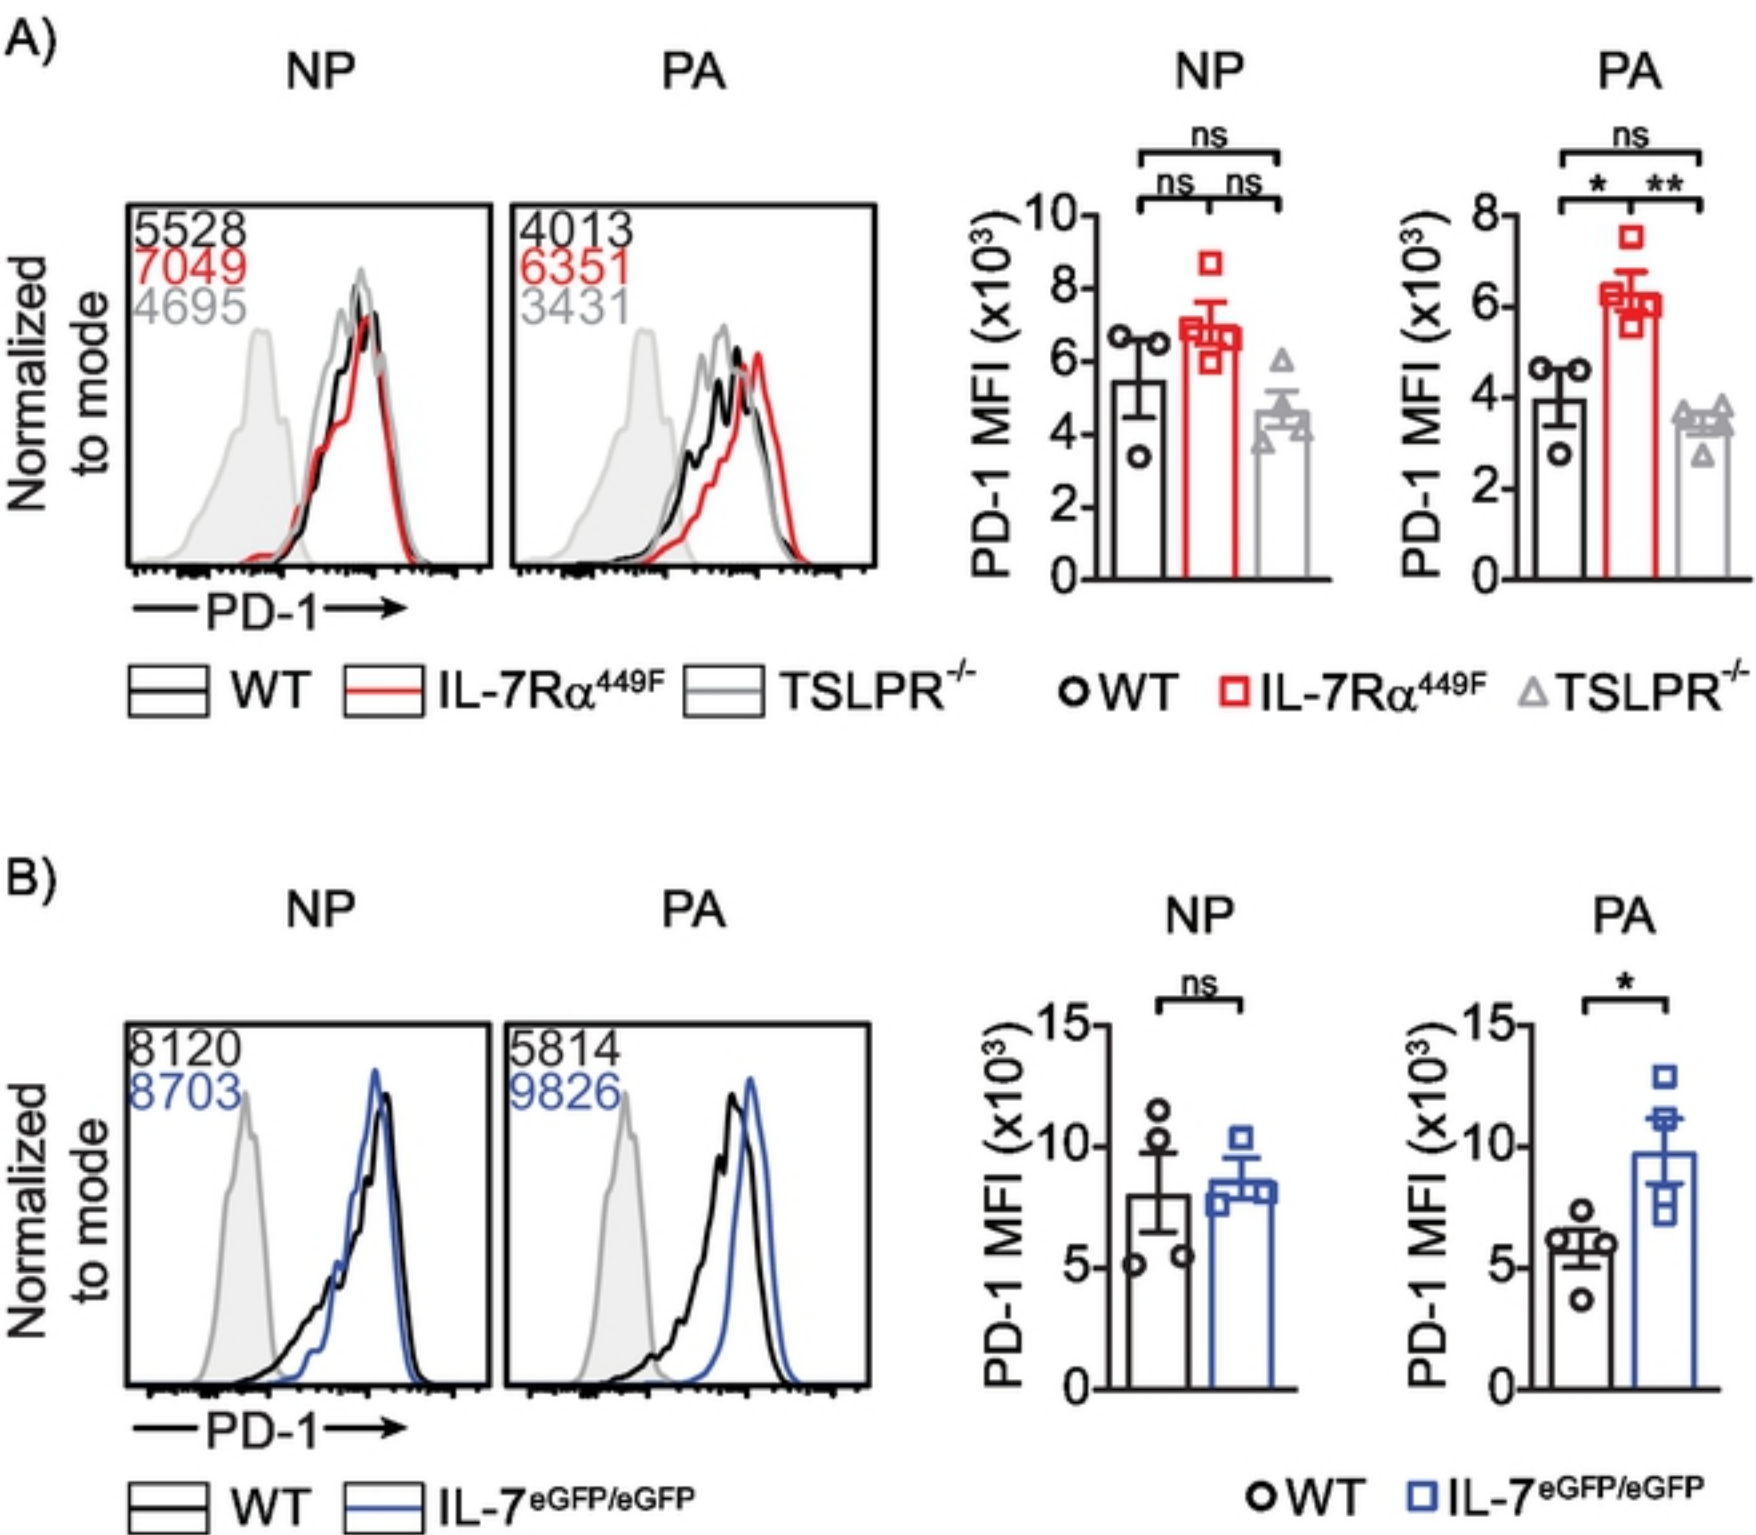 A)
NP PA NP PA
Normalized to mode
5528
7049
4695
4013
6351
3431
PD-1
WT IL-7Rα449F TSLPR-/-
ns
ns ns
PD-1 MFI (x10³)
10
8
6
4
2
0
ns
* **
PD-1 MFI (x10³)
8
6
4
2
0
WT IL-7Rα449F TSLPR-/-
B)
NP PA NP PA
Normalized to mode
8120
8703
5814
9826
PD-1
WT IL-7eGFP/eGFP
ns
PD-1 MFI (x10³)
15
10
5
0
*
PD-1 MFI (x10³)
15
10
5
0
WT IL-7eGFP/eGFP